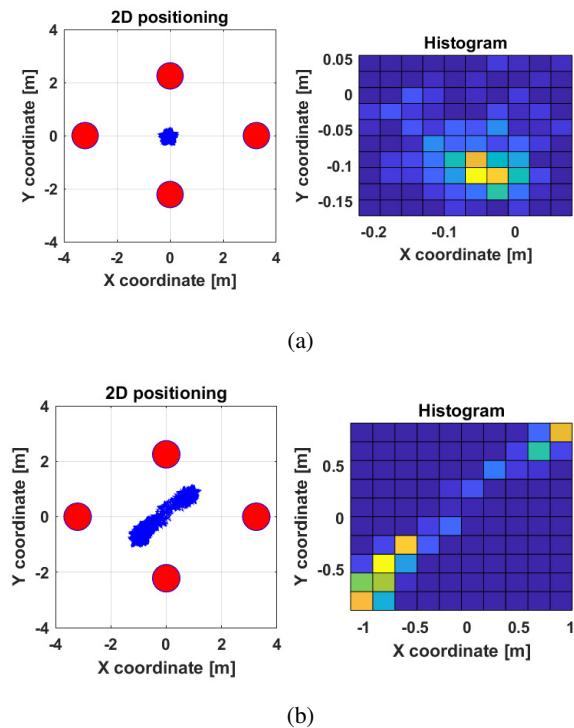 2D positioning
Y coordinate [m]
4
2
0
-2
-4
-4 -2 0 2 4
X coordinate [m]
Histogram
Y coordinate [m]
0.05
0
-0.05
-0.1
-0.15
-0.2 -0.1 0
X coordinate [m]
(a)
2D positioning
Y coordinate [m]
4
2
0
-2
-4
-4 -2 0 2 4
X coordinate [m]
Histogram
Y coordinate [m]
0.5
0
-0.5
-1 -0.5 0 0.5 1
X coordinate [m]
(b)